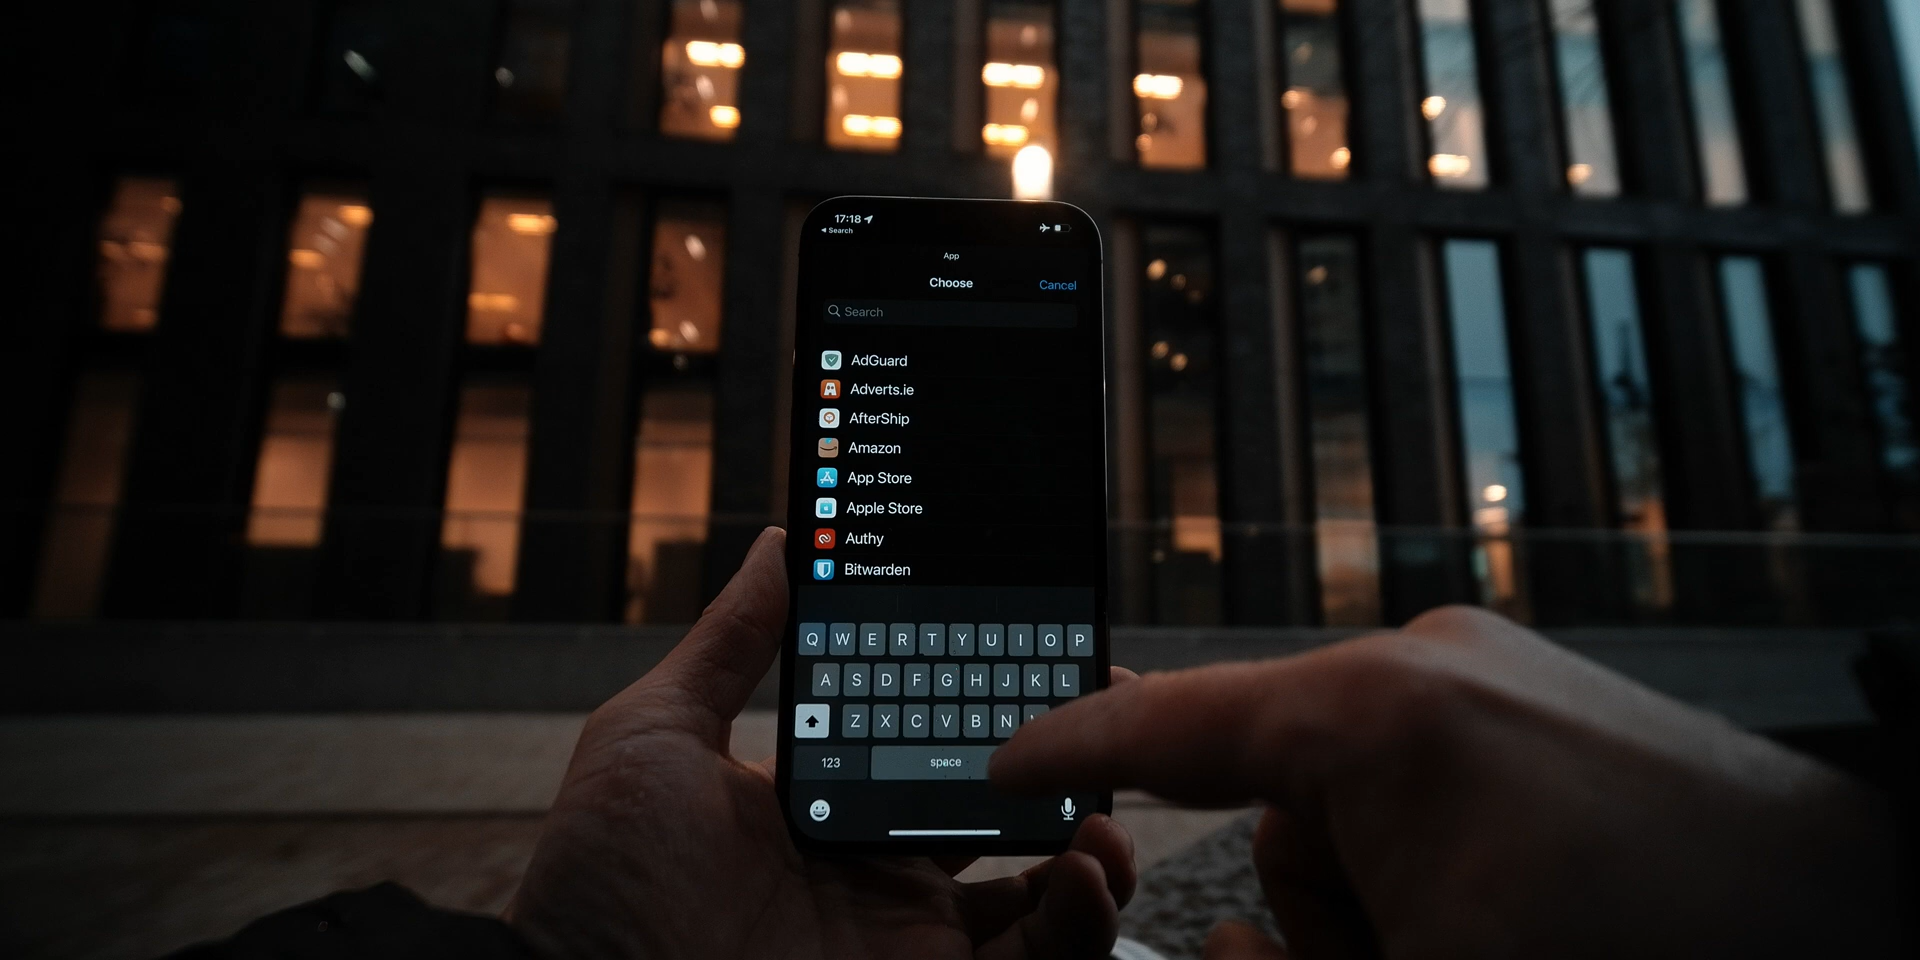 17:18
◀ Search
App
Choose
Cancel
Search
AdGuard
Adverts.ie
AfterShip
Amazon
App Store
Apple Store
Authy
Bitwarden
Q W E R T Y U I O P
A S D F G H J K L
Z X C V B N
123 space